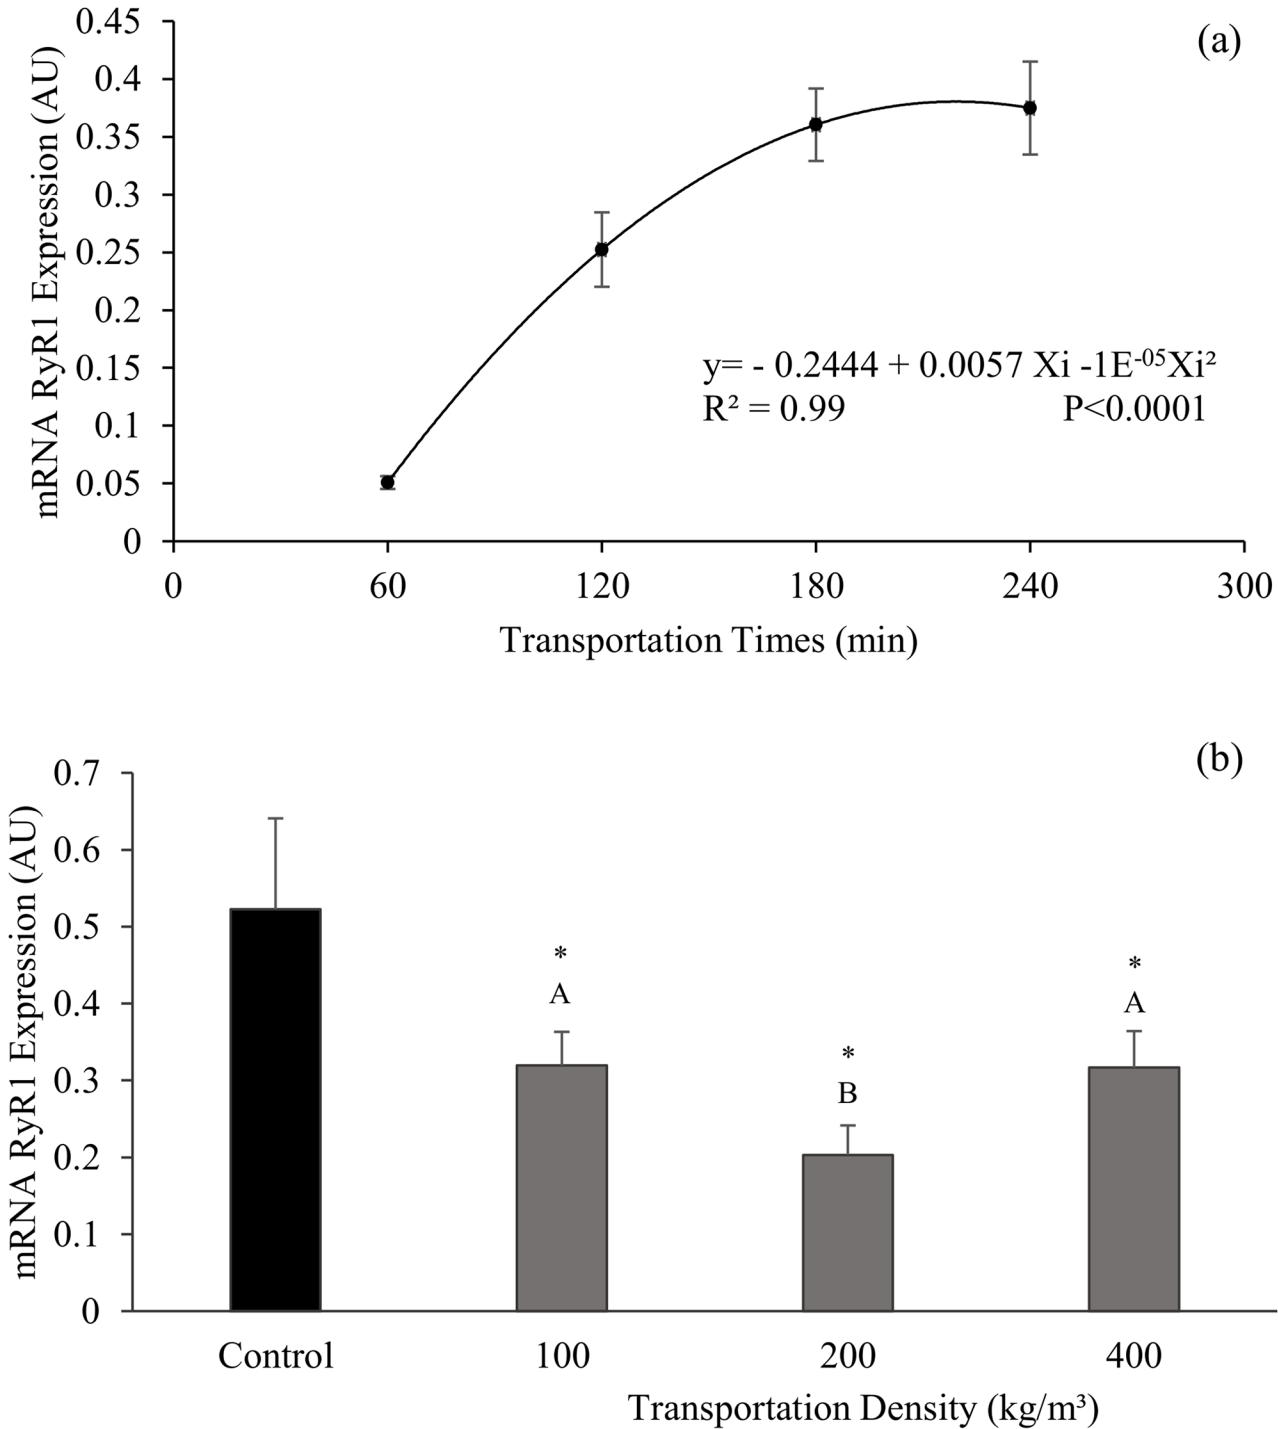 (a)
mRNA RyR1 Expression (AU)
0.45
0.4
0.35
0.3
0.25
0.2
0.15
0.1
0.05
0
y= - 0.2444 + 0.0057 Xi -1E⁻⁰⁵Xi²
R² = 0.99 P<0.0001
0 60 120 180 240 300
Transportation Times (min)
(b)
mRNA RyR1 Expression (AU)
0.7
0.6
0.5
0.4
0.3
0.2
0.1
0
*
A
*
B
*
A
Control 100 200 400
Transportation Density (kg/m³)